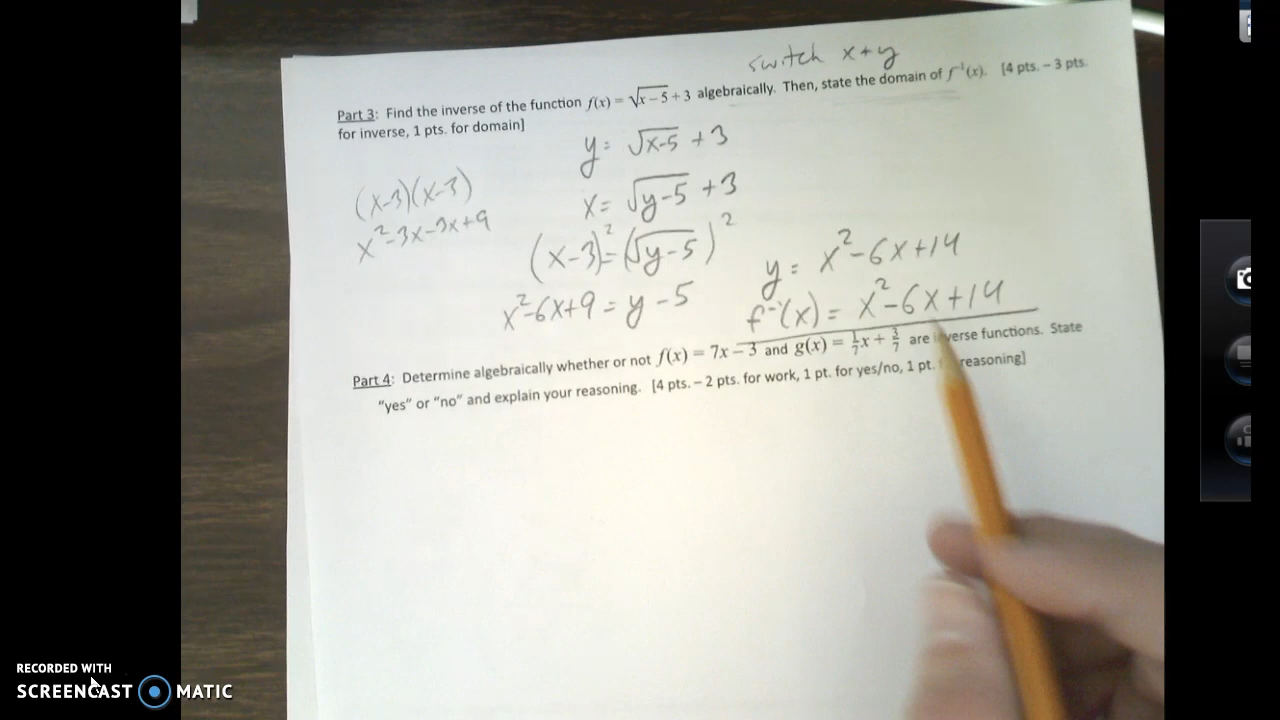 switch x + y
Part 3: Find the inverse of the function f(x) = √x − 5 + 3 algebraically. Then, state the domain of f⁻¹(x). [4 pts. – 3 pts.
for inverse, 1 pts. for domain]
y = √x-5 + 3
(x-3)(x-3)
x = √y-5 + 3
x²-3x-3x+9
(x-3)² = (√y-5)²
y = x²-6x+14
x²-6x+9 = y - 5
f⁻¹(x) = x²-6x+14
Part 4: Determine algebraically whether or not f(x) = 7x − 3 and g(x) = 1/7 x + 3/7 are inverse functions. State
"yes" or "no" and explain your reasoning. [4 pts. – 2 pts. for work, 1 pt. for yes/no, 1 pt. reasoning]
RECORDED WITH
SCREENCAST MATIC